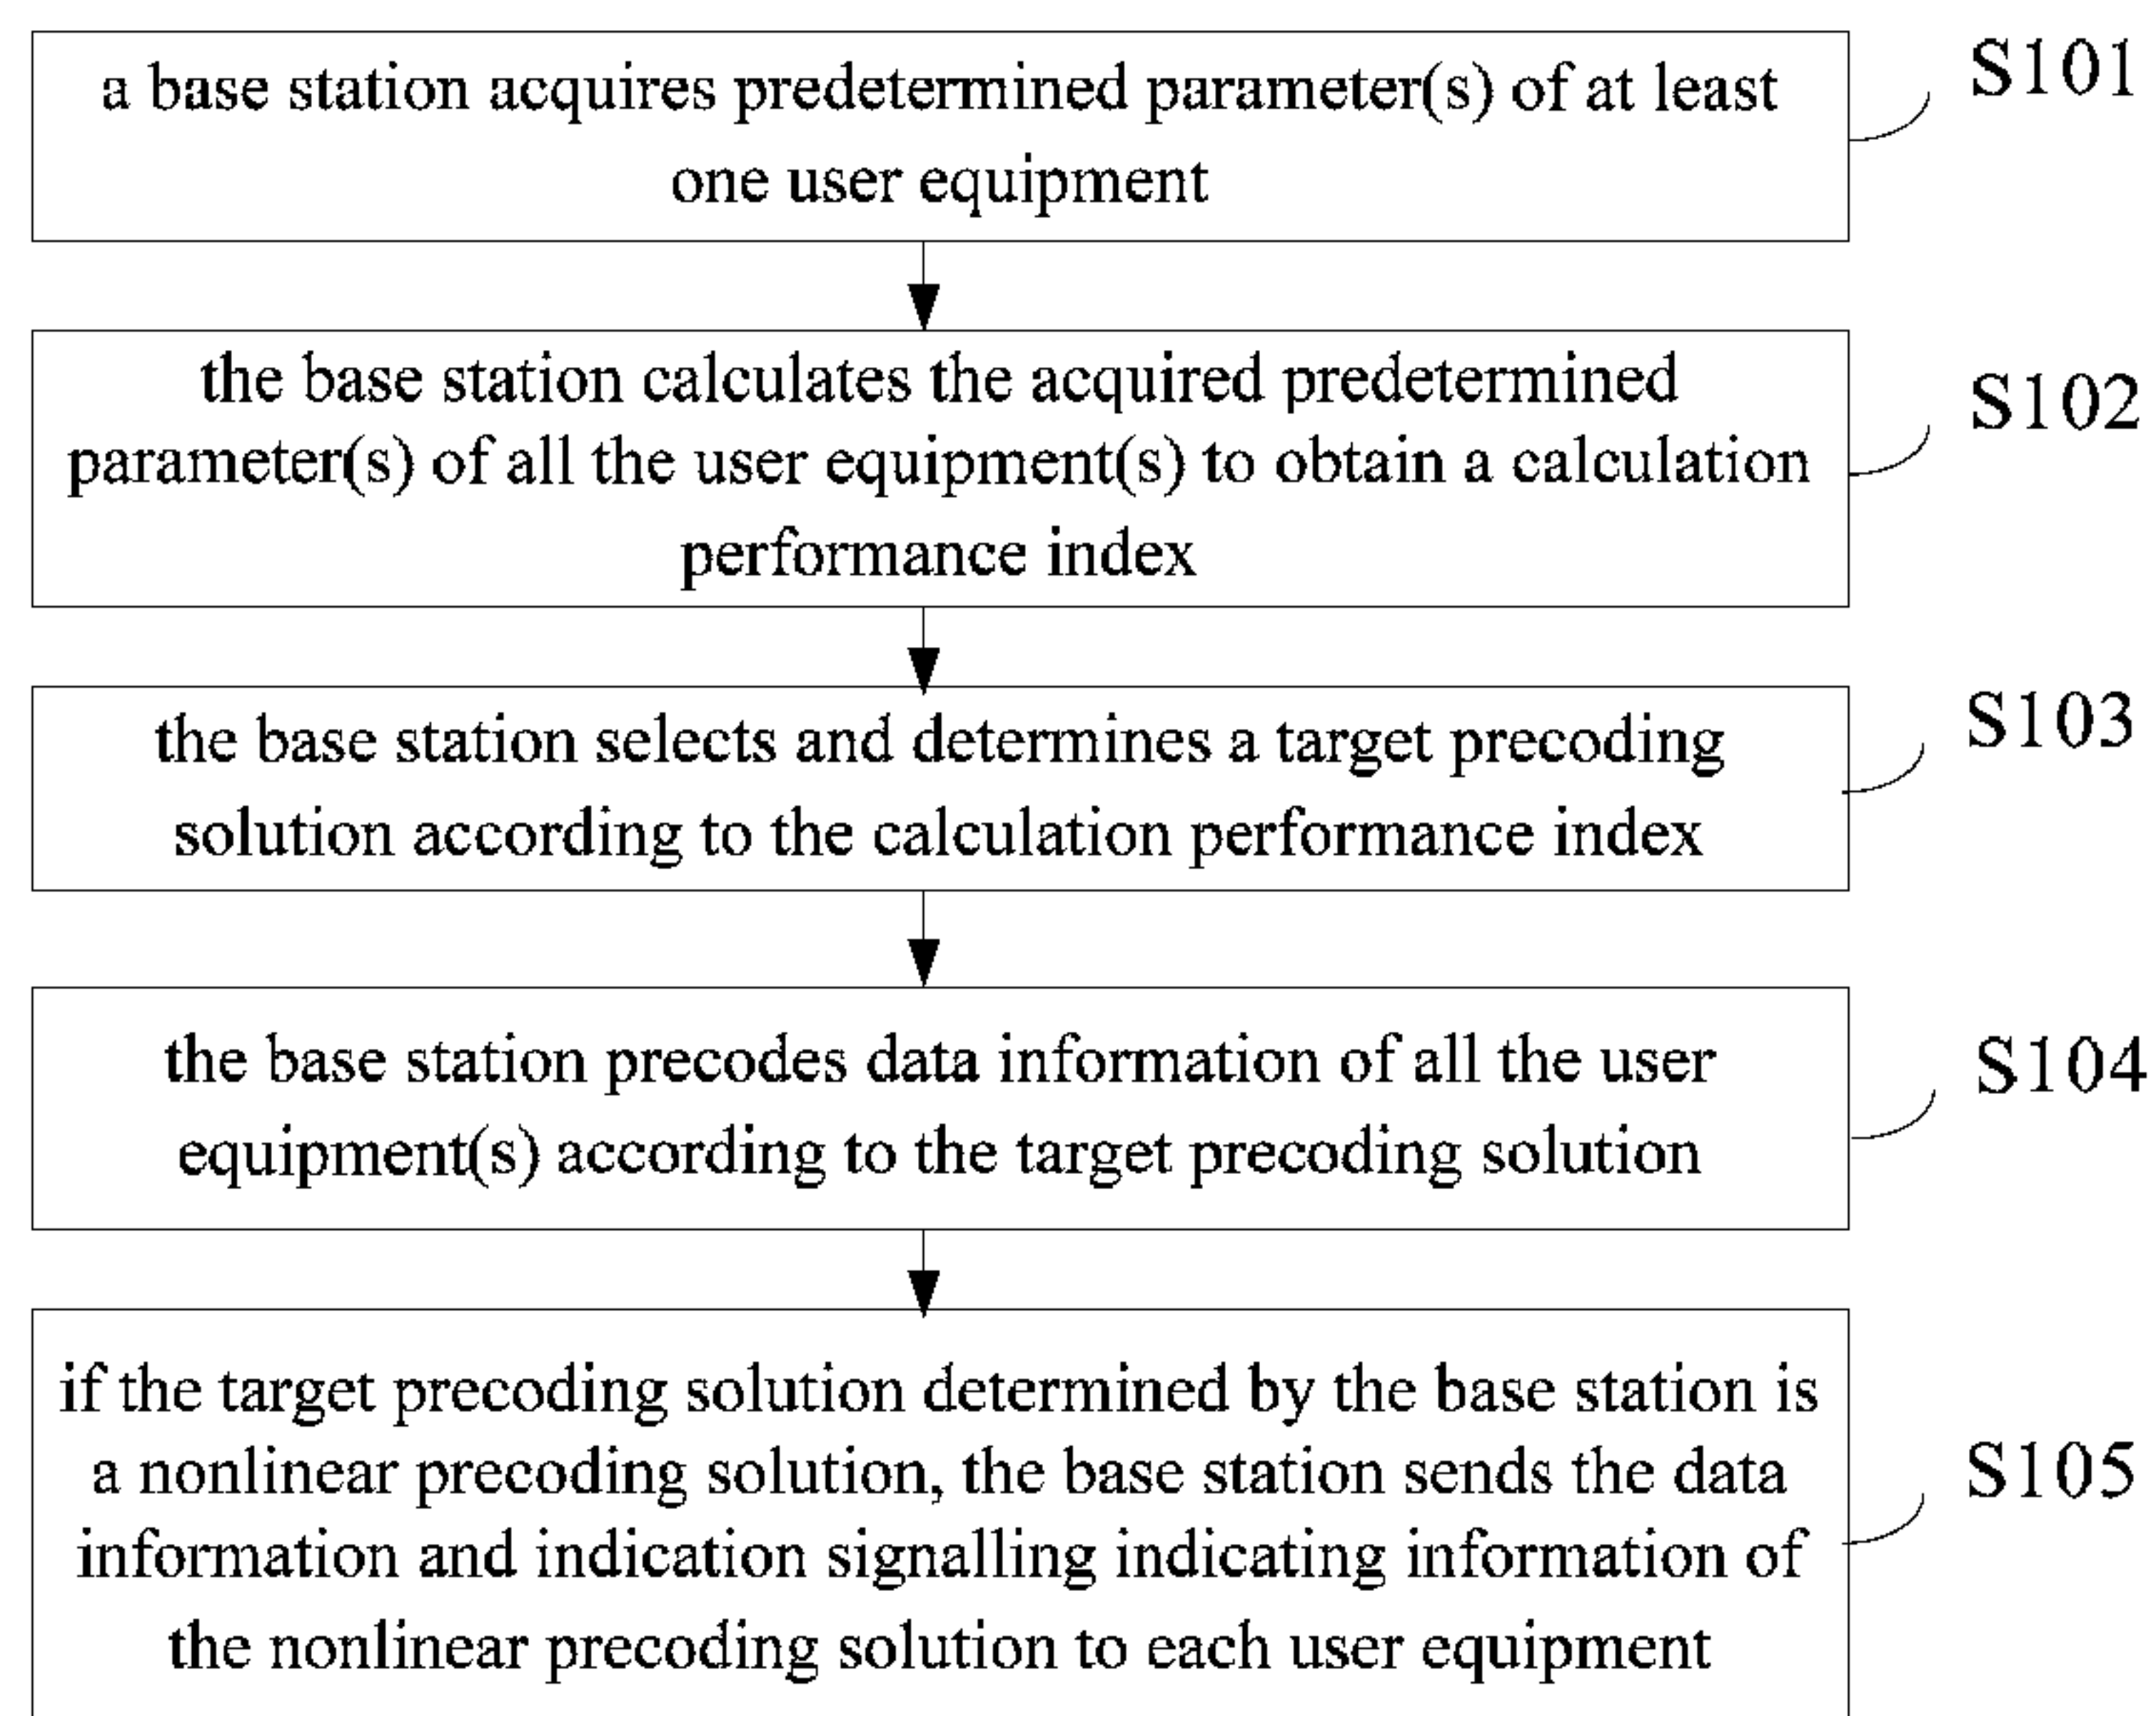 a base station acquires predetermined parameter(s) of at least
one user equipment
S101
the base station calculates the acquired predetermined
parameter(s) of all the user equipment(s) to obtain a calculation
performance index
S102
the base station selects and determines a target precoding
solution according to the calculation performance index
S103
the base station precodes data information of all the user
equipment(s) according to the target precoding solution
S104
if the target precoding solution determined by the base station is
a nonlinear precoding solution, the base station sends the data
information and indication signalling indicating information of
the nonlinear precoding solution to each user equipment
S105